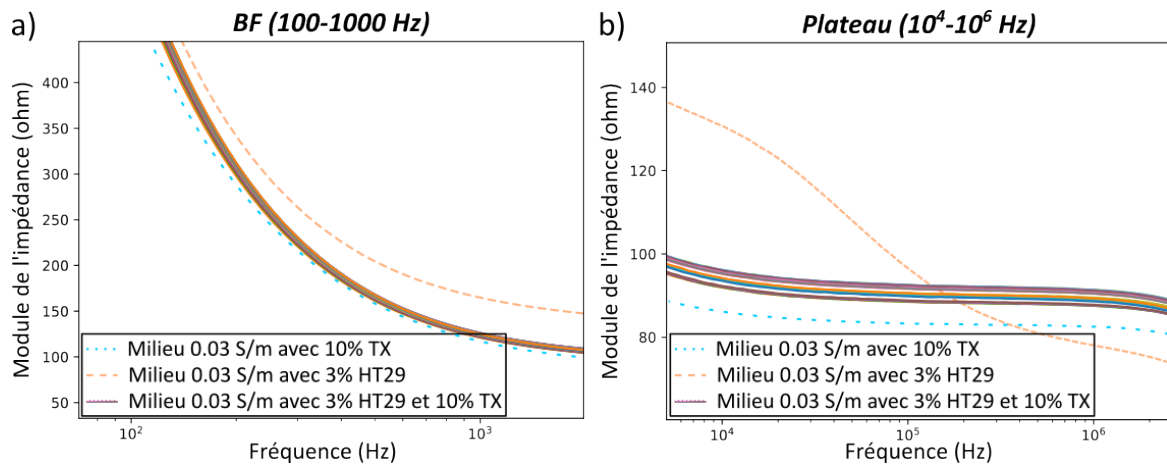 a)
BF (100-1000 Hz)
Module de l'impédance (ohm)
400
350
300
250
200
150
100
50
10²
10³
Fréquence (Hz)
Milieu 0.03 S/m avec 10% TX
Milieu 0.03 S/m avec 3% HT29
Milieu 0.03 S/m avec 3% HT29 et 10% TX
b)
Plateau (10⁴-10⁶ Hz)
Module de l'impédance (ohm)
140
120
100
80
10⁴
10⁵
10⁶
Fréquence (Hz)
Milieu 0.03 S/m avec 10% TX
Milieu 0.03 S/m avec 3% HT29
Milieu 0.03 S/m avec 3% HT29 et 10% TX